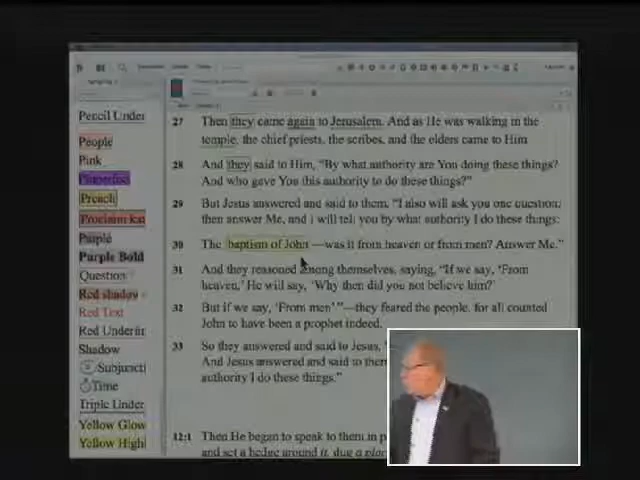 Pencil Under
People
Pink
Pluperfect
Preach
Proclaim ka
Purple
Purple Bold
Question
Red shadow
Red Text
Red Underlin
Shadow
Subjuncti
Time
Triple Under
Yellow Glow
Yellow High
27 Then they came again to Jerusalem. And as He was walking in the
temple, the chief priests, the scribes, and the elders came to Him
28 And they said to Him, "By what authority are You doing these things?
And who gave You this authority to do these things?"
29 But Jesus answered and said to them, "I also will ask you one question;
then answer Me, and i will tell you by what authority I do these things:
30 The baptism of John—was it from heaven or from men? Answer Me."
31 And they reasoned among themselves, saying, "If we say, 'From
heaven,' He will say, 'Why then did you not believe him?'
32 But if we say, 'From men'"—they feared the people, for all counted
John to have been a prophet indeed.
33 So they answered and said to Jesus,
And Jesus answered and said to them
authority I do these things."
12:1 Then He began to speak to them in p
and set a hedge around it, dug a plac